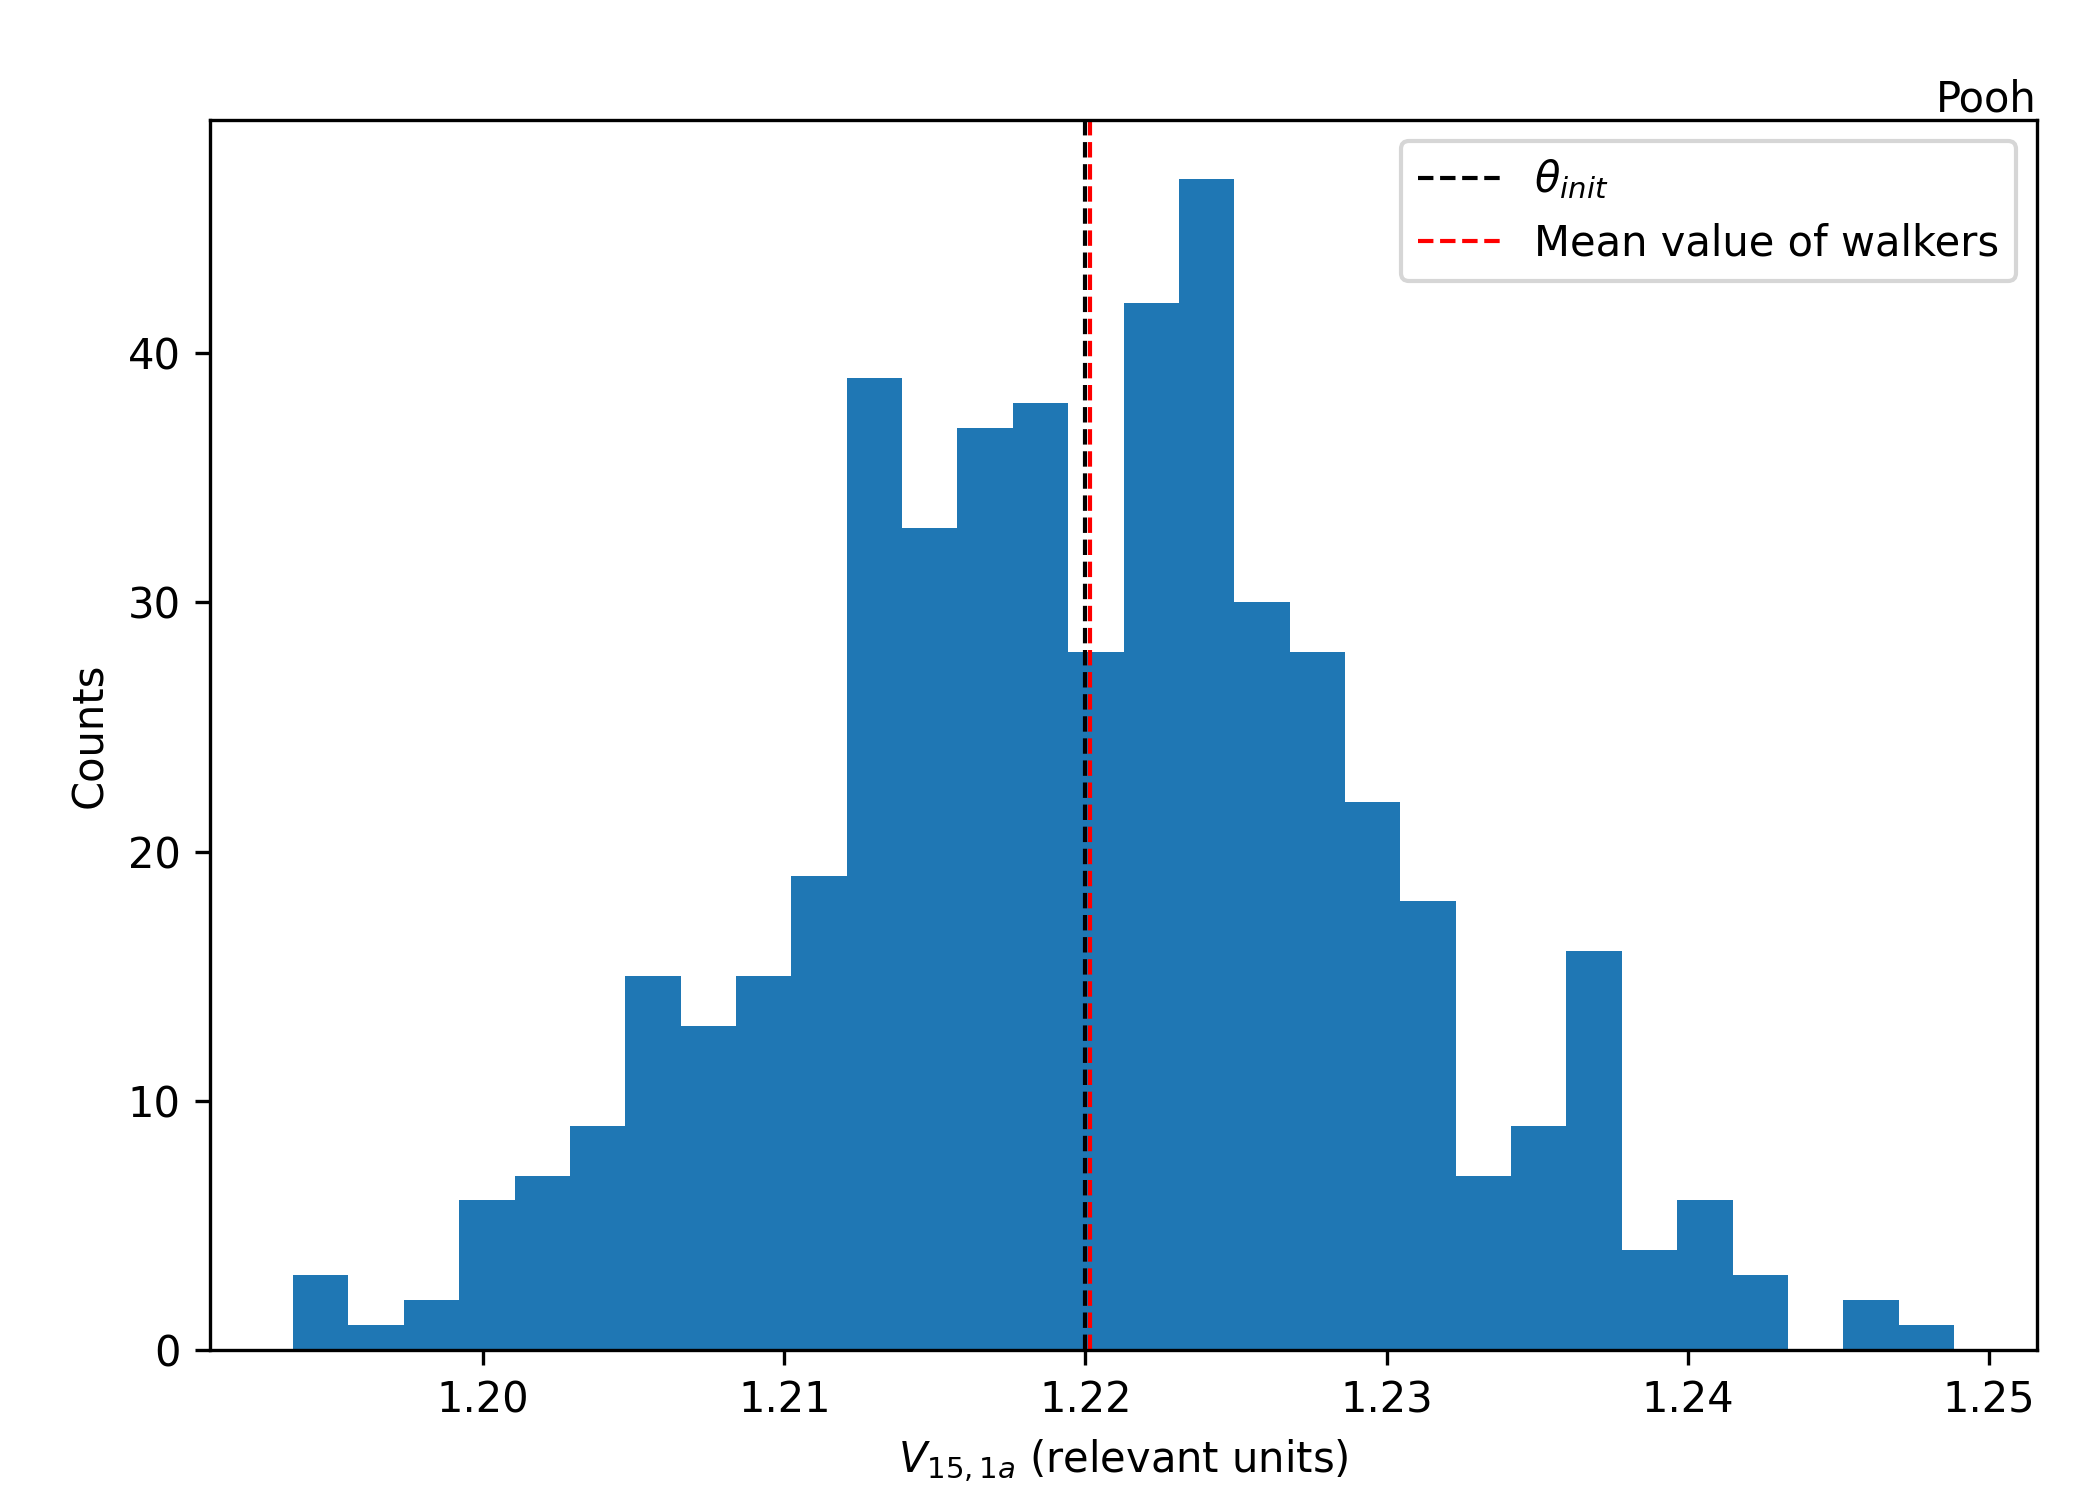 Pooh
θinit
Mean value of walkers
40
30
20
10
0
Counts
1.20 1.21 1.22 1.23 1.24 1.25
V15, 1a (relevant units)